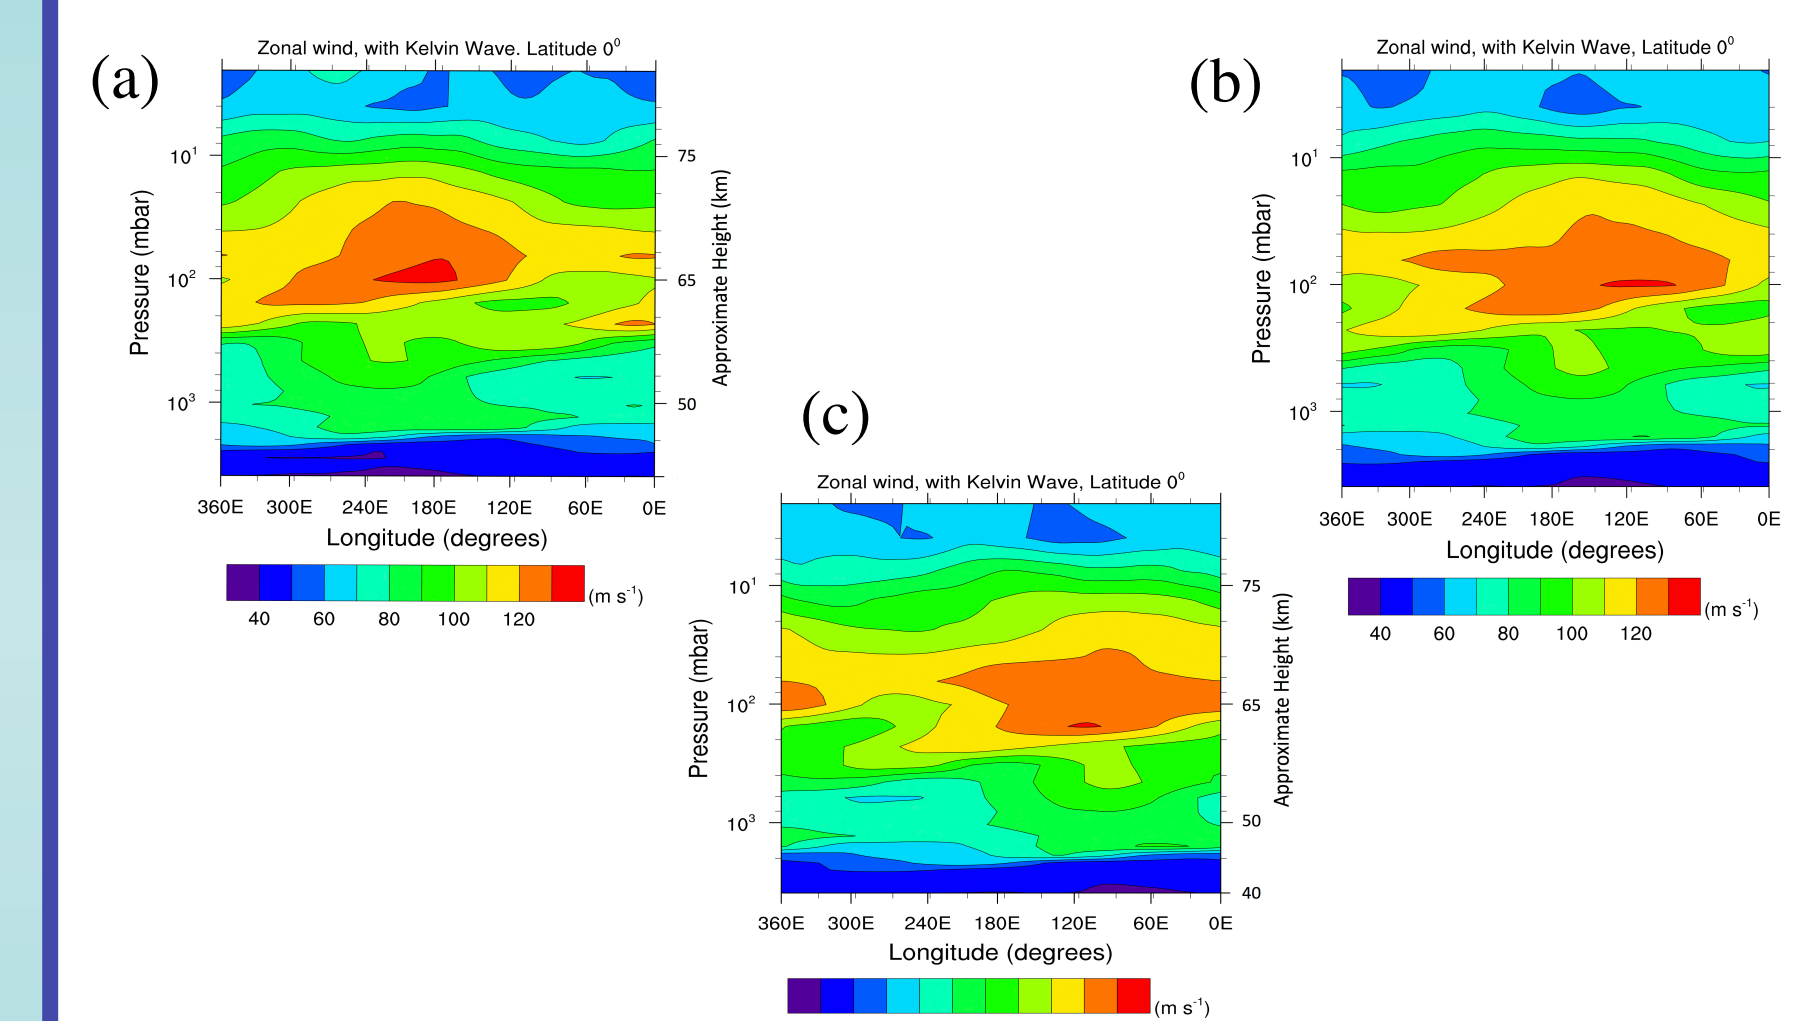 (a)
Zonal wind, with Kelvin Wave. Latitude 0⁰
Pressure (mbar)
10¹
10²
10³
75
65
50
Approximate Height (km)
360E 300E 240E 180E 120E 60E 0E
Longitude (degrees)
40 60 80 100 120
(m s⁻¹)
(b)
Zonal wind, with Kelvin Wave, Latitude 0⁰
Pressure (mbar)
10¹
10²
10³
360E 300E 240E 180E 120E 60E 0E
Longitude (degrees)
40 60 80 100 120
(m s⁻¹)
(c)
Zonal wind, with Kelvin Wave, Latitude 0⁰
Pressure (mbar)
10¹
10²
10³
75
65
50
40
Approximate Height (km)
360E 300E 240E 180E 120E 60E 0E
Longitude (degrees)
(m s⁻¹)